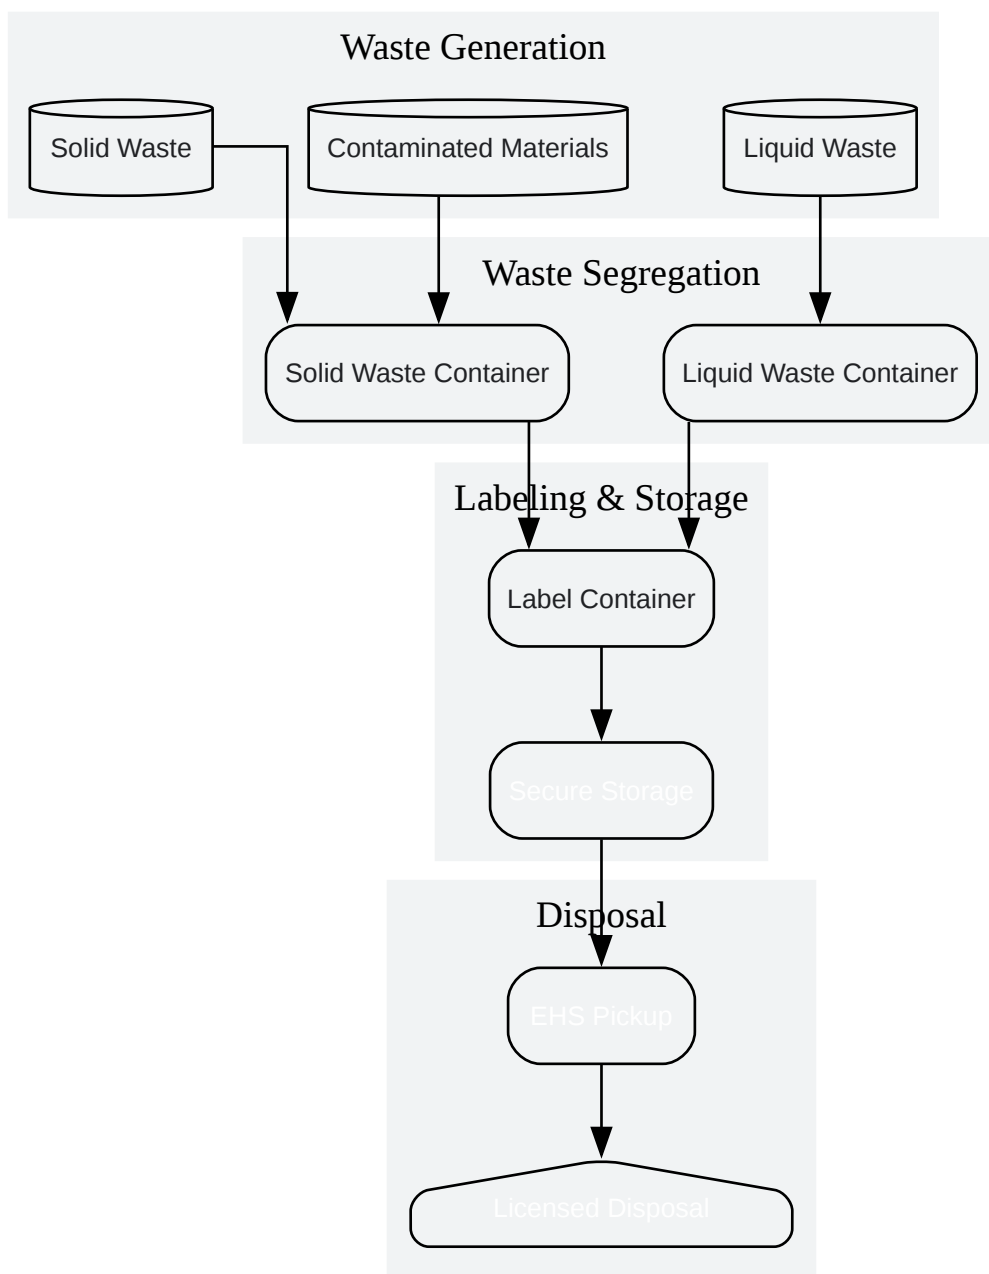 Waste Generation
Solid Waste
Contaminated Materials
Liquid Waste
Waste Segregation
Solid Waste Container
Liquid Waste Container
Labeling & Storage
Label Container
Secure Storage
Disposal
EHS Pickup
Licensed Disposal